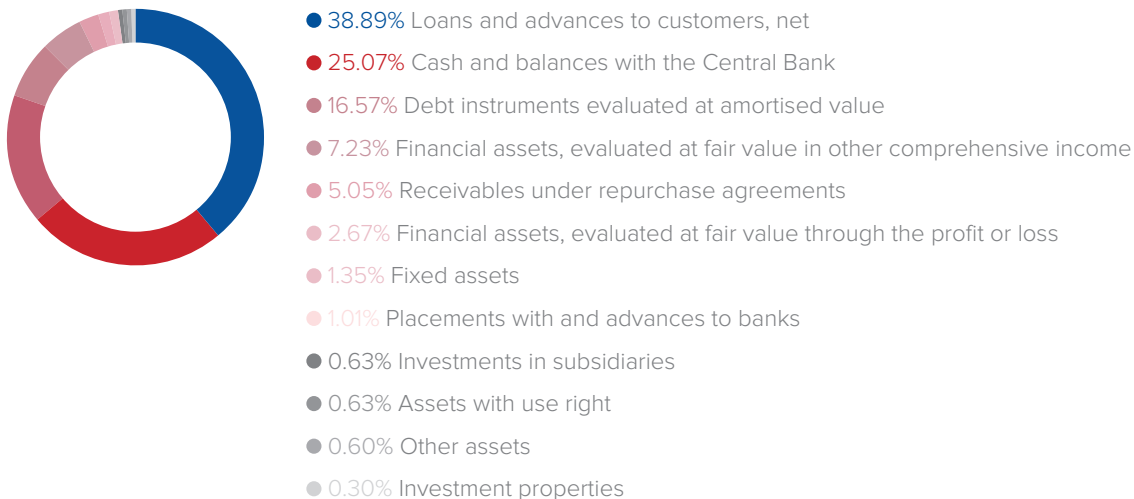 38.89% Loans and advances to customers, net
25.07% Cash and balances with the Central Bank
16.57% Debt instruments evaluated at amortised value
7.23% Financial assets, evaluated at fair value in other comprehensive income
5.05% Receivables under repurchase agreements
2.67% Financial assets, evaluated at fair value through the profit or loss
1.35% Fixed assets
1.01% Placements with and advances to banks
0.63% Investments in subsidiaries
0.63% Assets with use right
0.60% Other assets
0.30% Investment properties